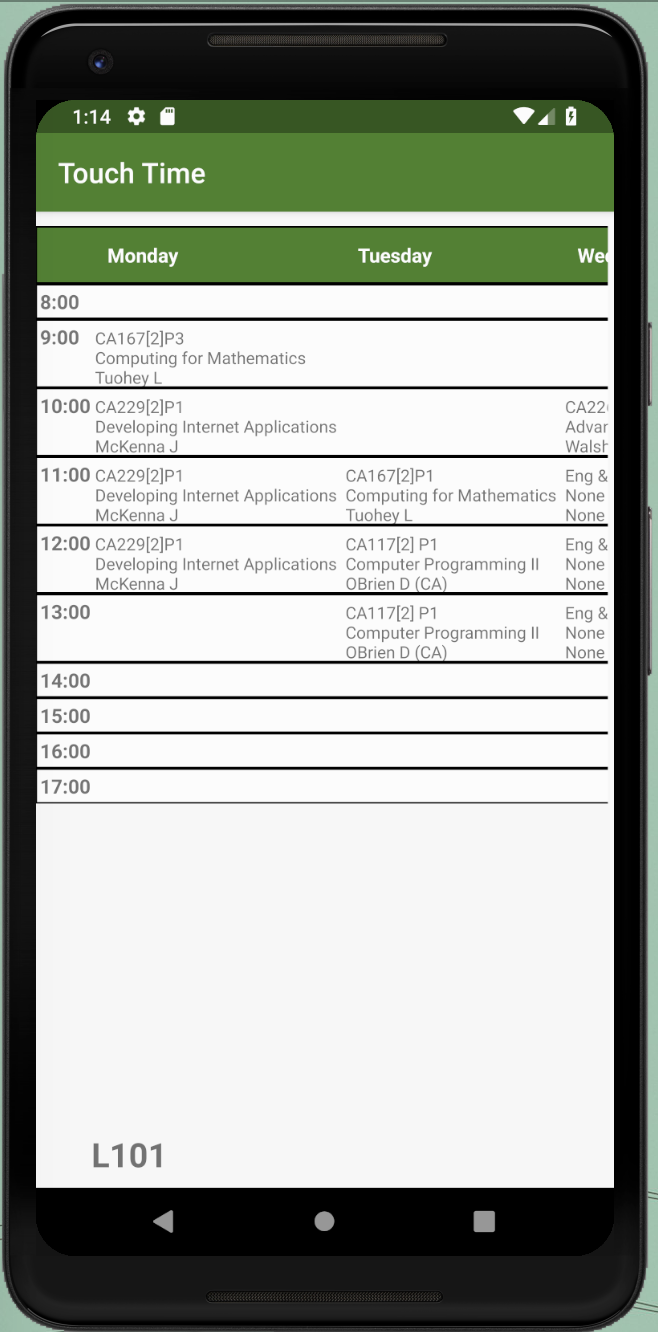 1:14
Touch Time
Monday Tuesday We
8:00
9:00 CA167[2]P3
Computing for Mathematics
Tuohey L
10:00 CA229[2]P1 CA22
Developing Internet Applications Advar
McKenna J Walsh
11:00 CA229[2]P1 CA167[2]P1 Eng &
Developing Internet Applications Computing for Mathematics None
McKenna J Tuohey L None
12:00 CA229[2]P1 CA117[2] P1 Eng &
Developing Internet Applications Computer Programming II None
McKenna J OBrien D (CA) None
13:00 CA117[2] P1 Eng &
Computer Programming II None
OBrien D (CA) None
14:00
15:00
16:00
17:00
L101